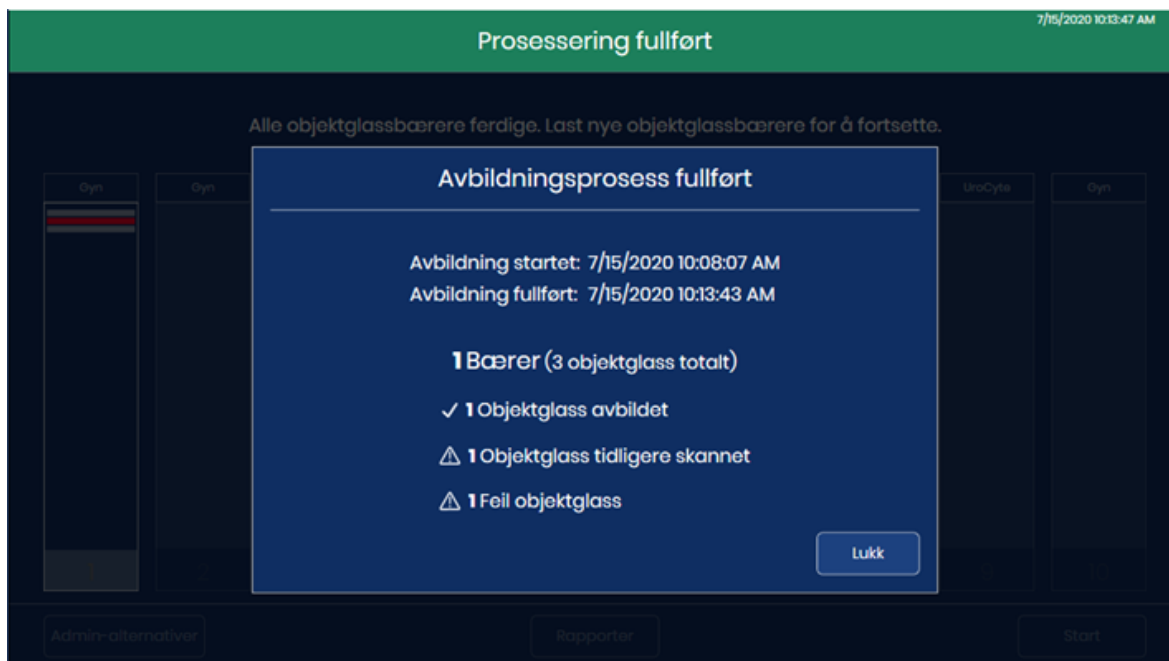 7/15/2020 10:13:47 AM
Prosessering fullført
Alle objektglassbærere ferdige. Last nye objektglassbærere for å fortsette.
Gyn
Gyn
UroCyte
Gyn
Avbildningsprosess fullført
Avbildning startet: 7/15/2020 10:08:07 AM
Avbildning fullført: 7/15/2020 10:13:43 AM
1 Bærer (3 objektglass totalt)
1 Objektglass avbildet
1 Objektglass tidligere skannet
1 Feil objektglass
Lukk
1
2
9
10
Admin-alternativer
Rapporter
Start